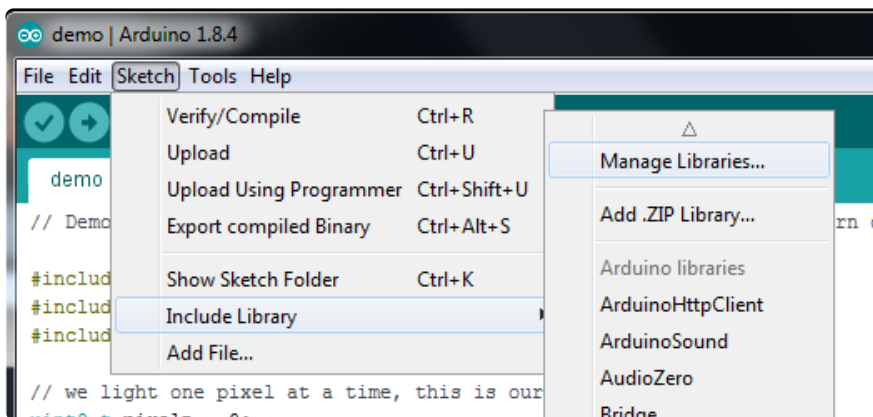 demo | Arduino 1.8.4
File Edit Sketch Tools Help
demo
Verify/Compile Ctrl+R
Upload Ctrl+U
Upload Using Programmer Ctrl+Shift+U
Export compiled Binary Ctrl+Alt+S
Show Sketch Folder Ctrl+K
Include Library
Add File...
Manage Libraries...
Add .ZIP Library...
Arduino libraries
ArduinoHttpClient
ArduinoSound
AudioZero
Bridge
// Demo
rn
#includ
#includ
#includ
// we light one pixel at a time, this is our